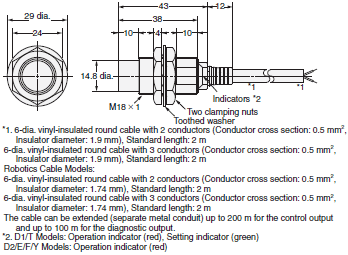 29 dia.
24
43
12
38
10
4
10
14.8 dia.
*1
*1
M18 × 1
Indicators *2
Two clamping nuts
Toothed washer
*1. 6-dia. vinyl-insulated round cable with 2 conductors (Conductor cross section: 0.5 mm²,
Insulator diameter: 1.9 mm), Standard length: 2 m
6-dia. vinyl-insulated round cable with 3 conductors (Conductor cross section: 0.5 mm²,
Insulator diameter: 1.9 mm), Standard length: 2 m
Robotics Cable Models:
6-dia. vinyl-insulated round cable with 2 conductors (Conductor cross section: 0.5 mm²,
Insulator diameter: 1.74 mm), Standard length: 2 m
6-dia. vinyl-insulated round cable with 3 conductors (Conductor cross section: 0.5 mm²,
Insulator diameter: 1.74 mm), Standard length: 2 m
The cable can be extended (separate metal conduit) up to 200 m for the control output
and up to 100 m for the diagnostic output.
*2. D1/T Models: Operation indicator (red), Setting indicator (green)
D2/E/F/Y Models: Operation indicator (red)